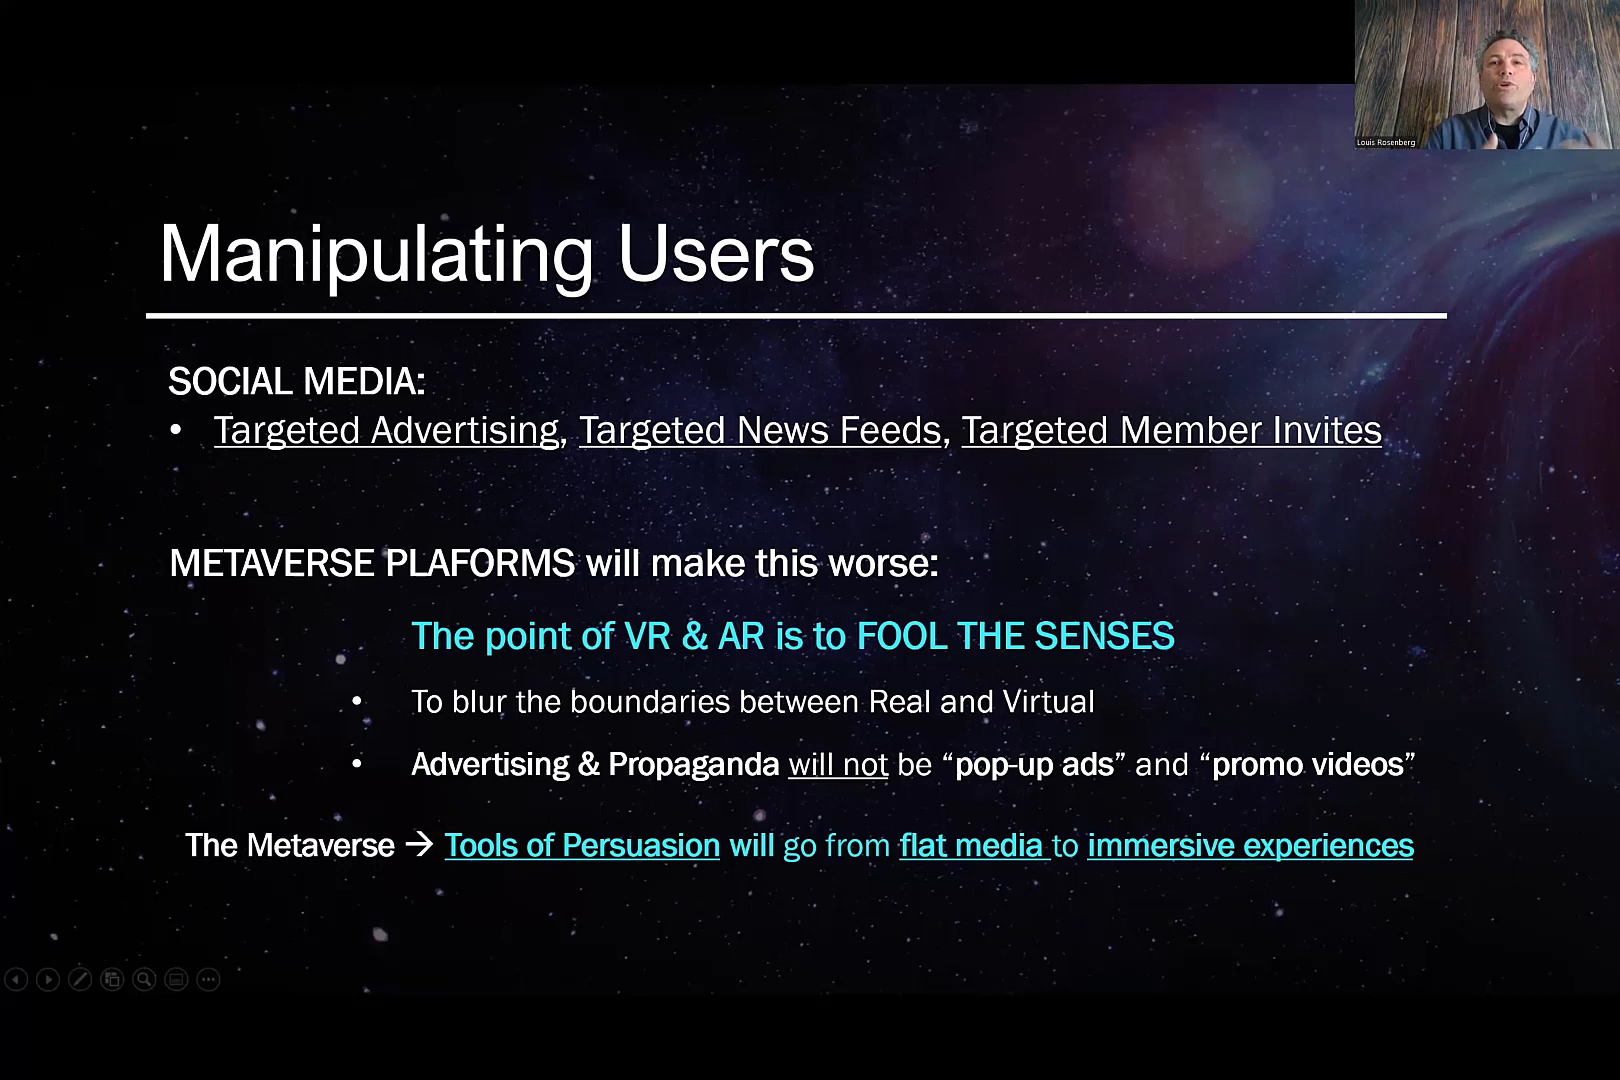 Louis Rosenberg
Manipulating Users
SOCIAL MEDIA:
• Targeted Advertising, Targeted News Feeds, Targeted Member Invites
METAVERSE PLAFORMS will make this worse:
The point of VR & AR is to FOOL THE SENSES
• To blur the boundaries between Real and Virtual
• Advertising & Propaganda will not be “pop-up ads” and “promo videos”
The Metaverse → Tools of Persuasion will go from flat media to immersive experiences